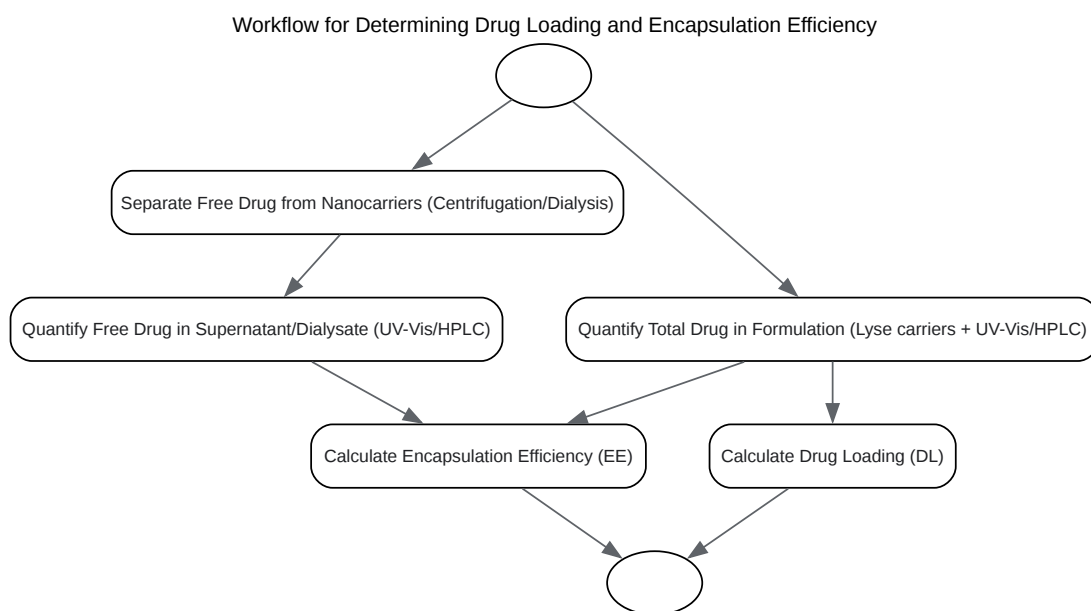 Workflow for Determining Drug Loading and Encapsulation Efficiency
Separate Free Drug from Nanocarriers (Centrifugation/Dialysis)
Quantify Free Drug in Supernatant/Dialysate (UV-Vis/HPLC)
Quantify Total Drug in Formulation (Lyse carriers + UV-Vis/HPLC)
Calculate Encapsulation Efficiency (EE)
Calculate Drug Loading (DL)